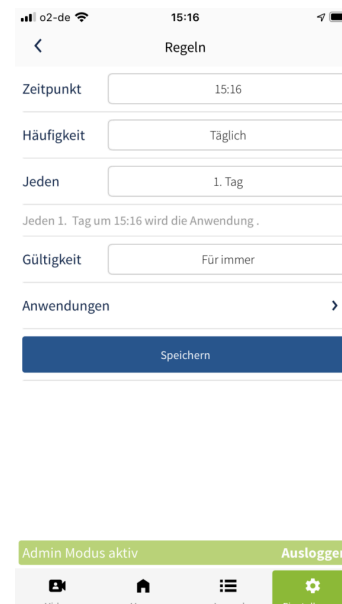 o2-de 15:16
Regeln
Zeitpunkt 15:16
Häufigkeit Täglich
Jeden 1. Tag
Jeden 1. Tag um 15:16 wird die Anwendung .
Gültigkeit Für immer
Anwendungen
Speichern
Admin Modus aktiv Ausloggen